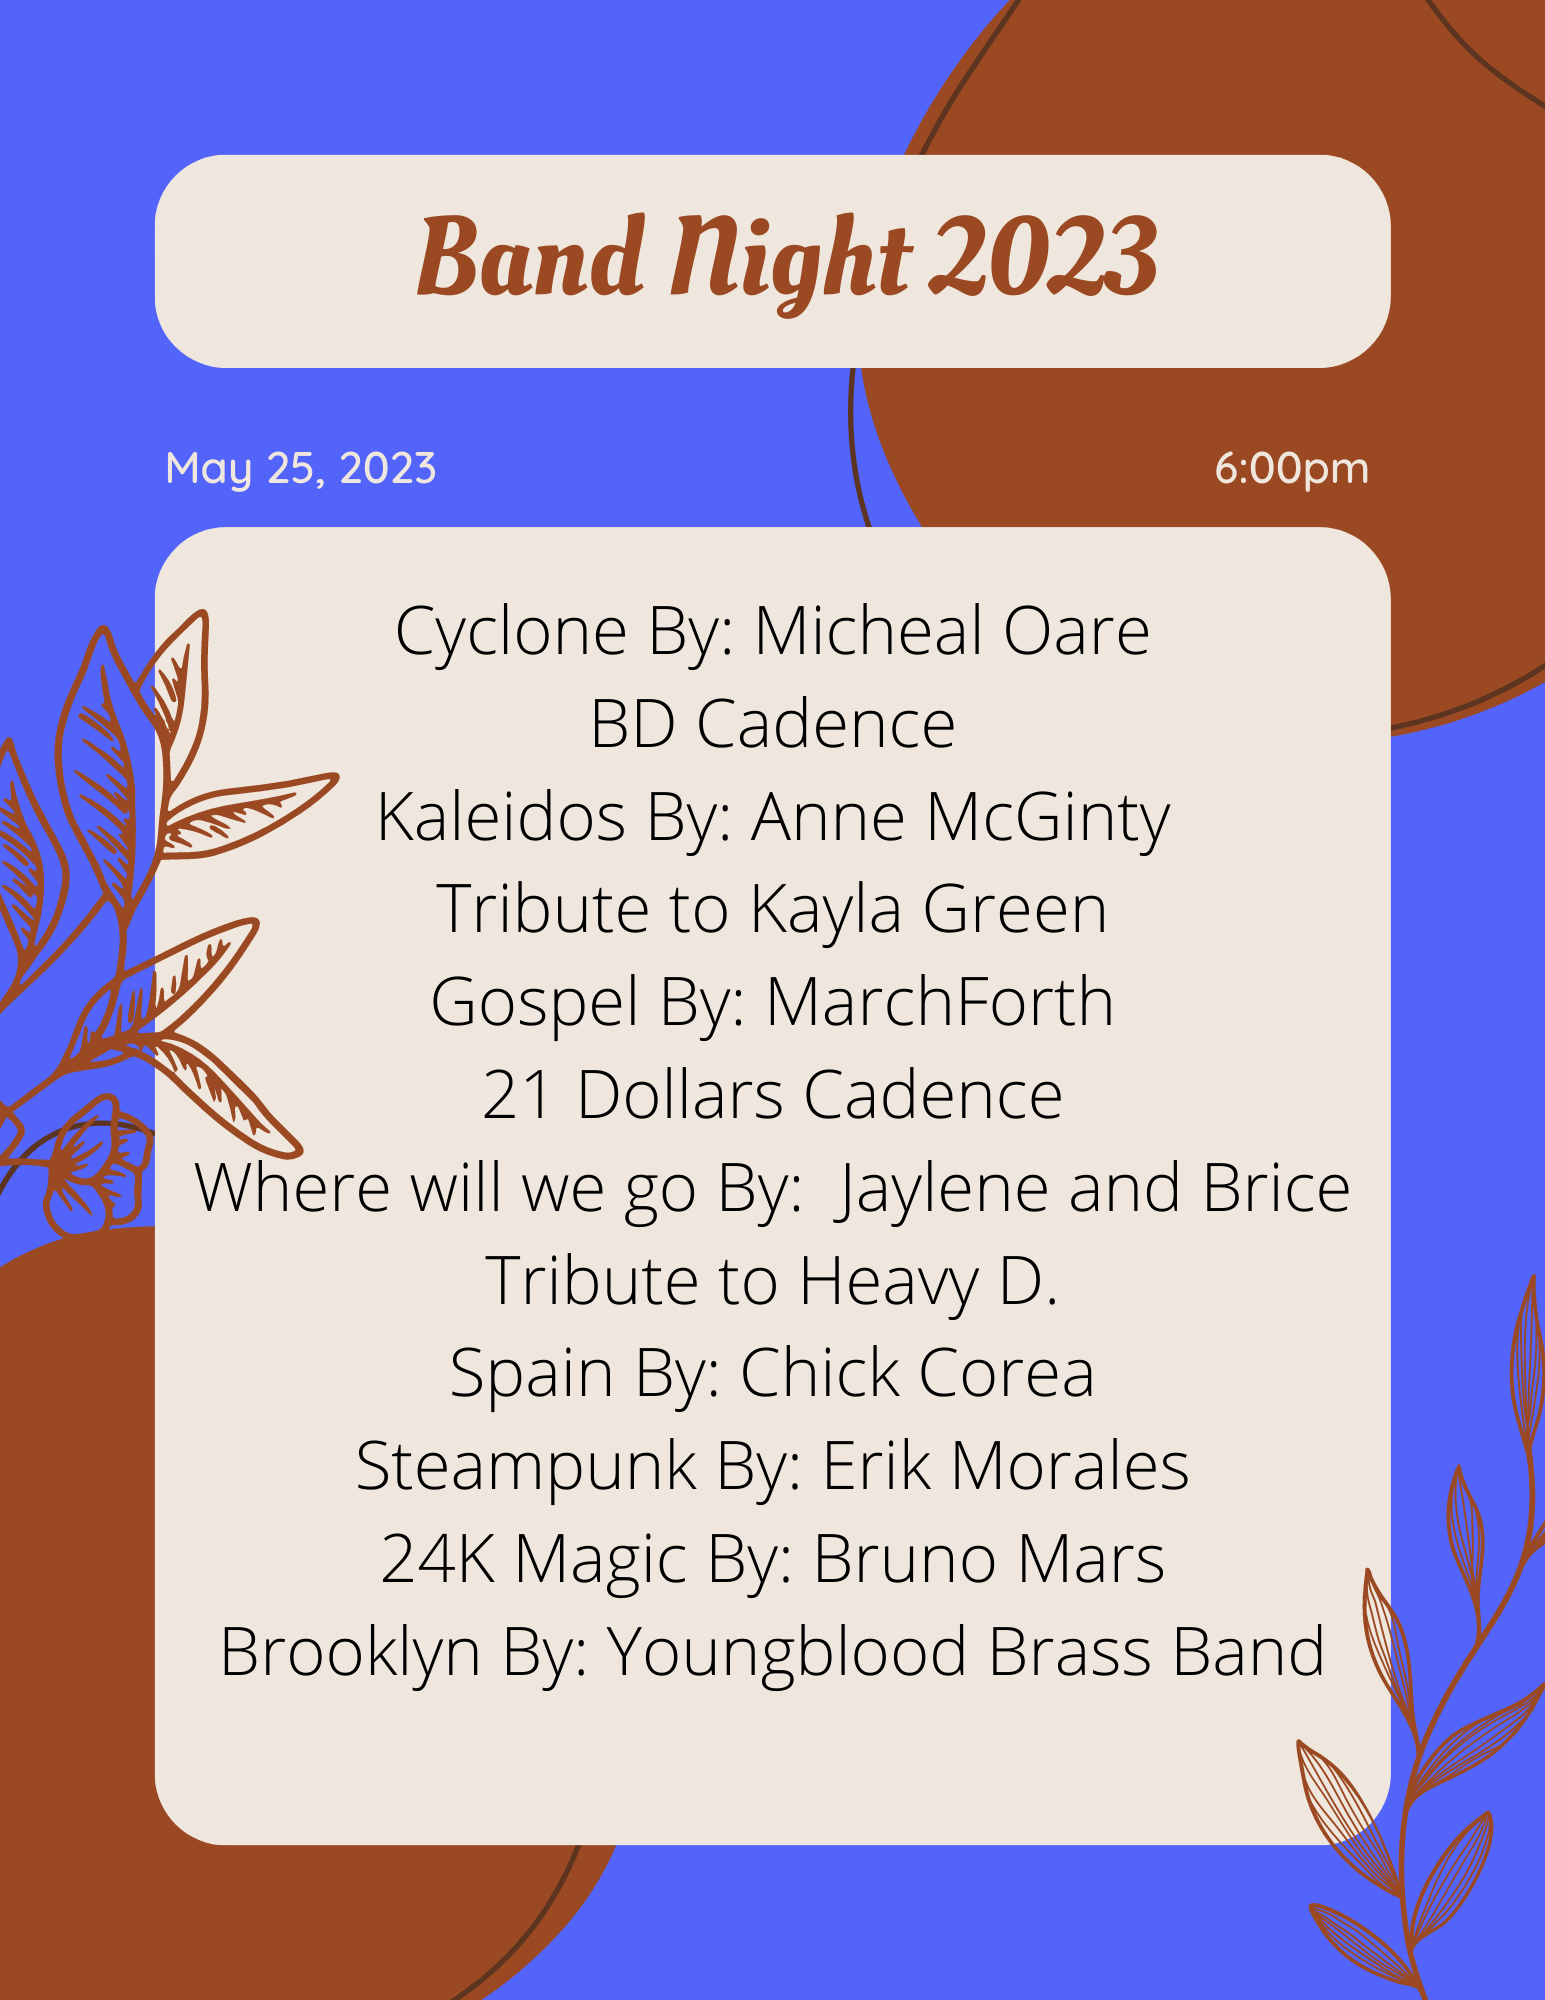 Band Night 2023
May 25, 2023
6:00pm
Cyclone By: Micheal Oare
BD Cadence
Kaleidos By: Anne McGinty
Tribute to Kayla Green
Gospel By: MarchForth
21 Dollars Cadence
Where will we go By:  Jaylene and Brice
Tribute to Heavy D.
Spain By: Chick Corea
Steampunk By: Erik Morales
24K Magic By: Bruno Mars
Brooklyn By: Youngblood Brass Band